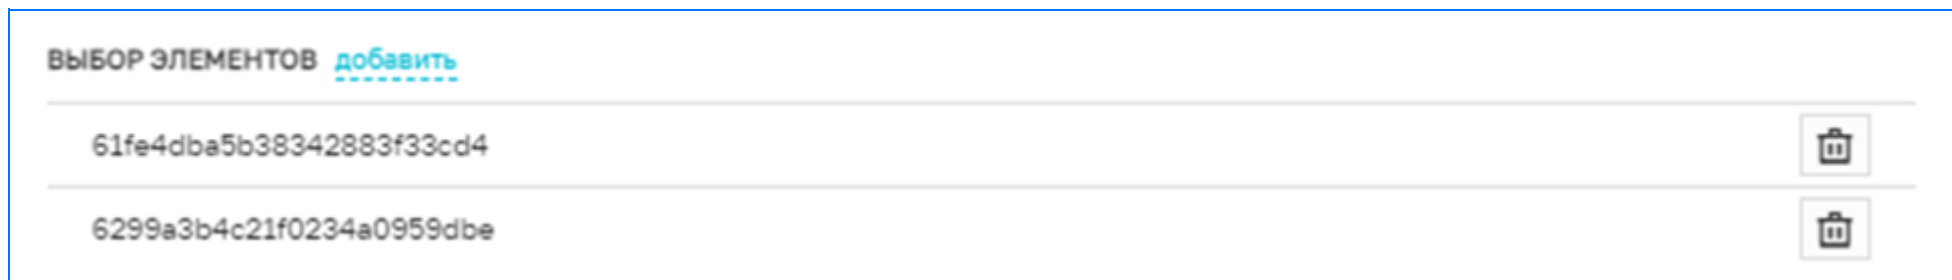 ВЫБОР ЭЛЕМЕНТОВ добавить
61fe4dba5b38342883f33cd4
6299a3b4c21f0234a0959dbe